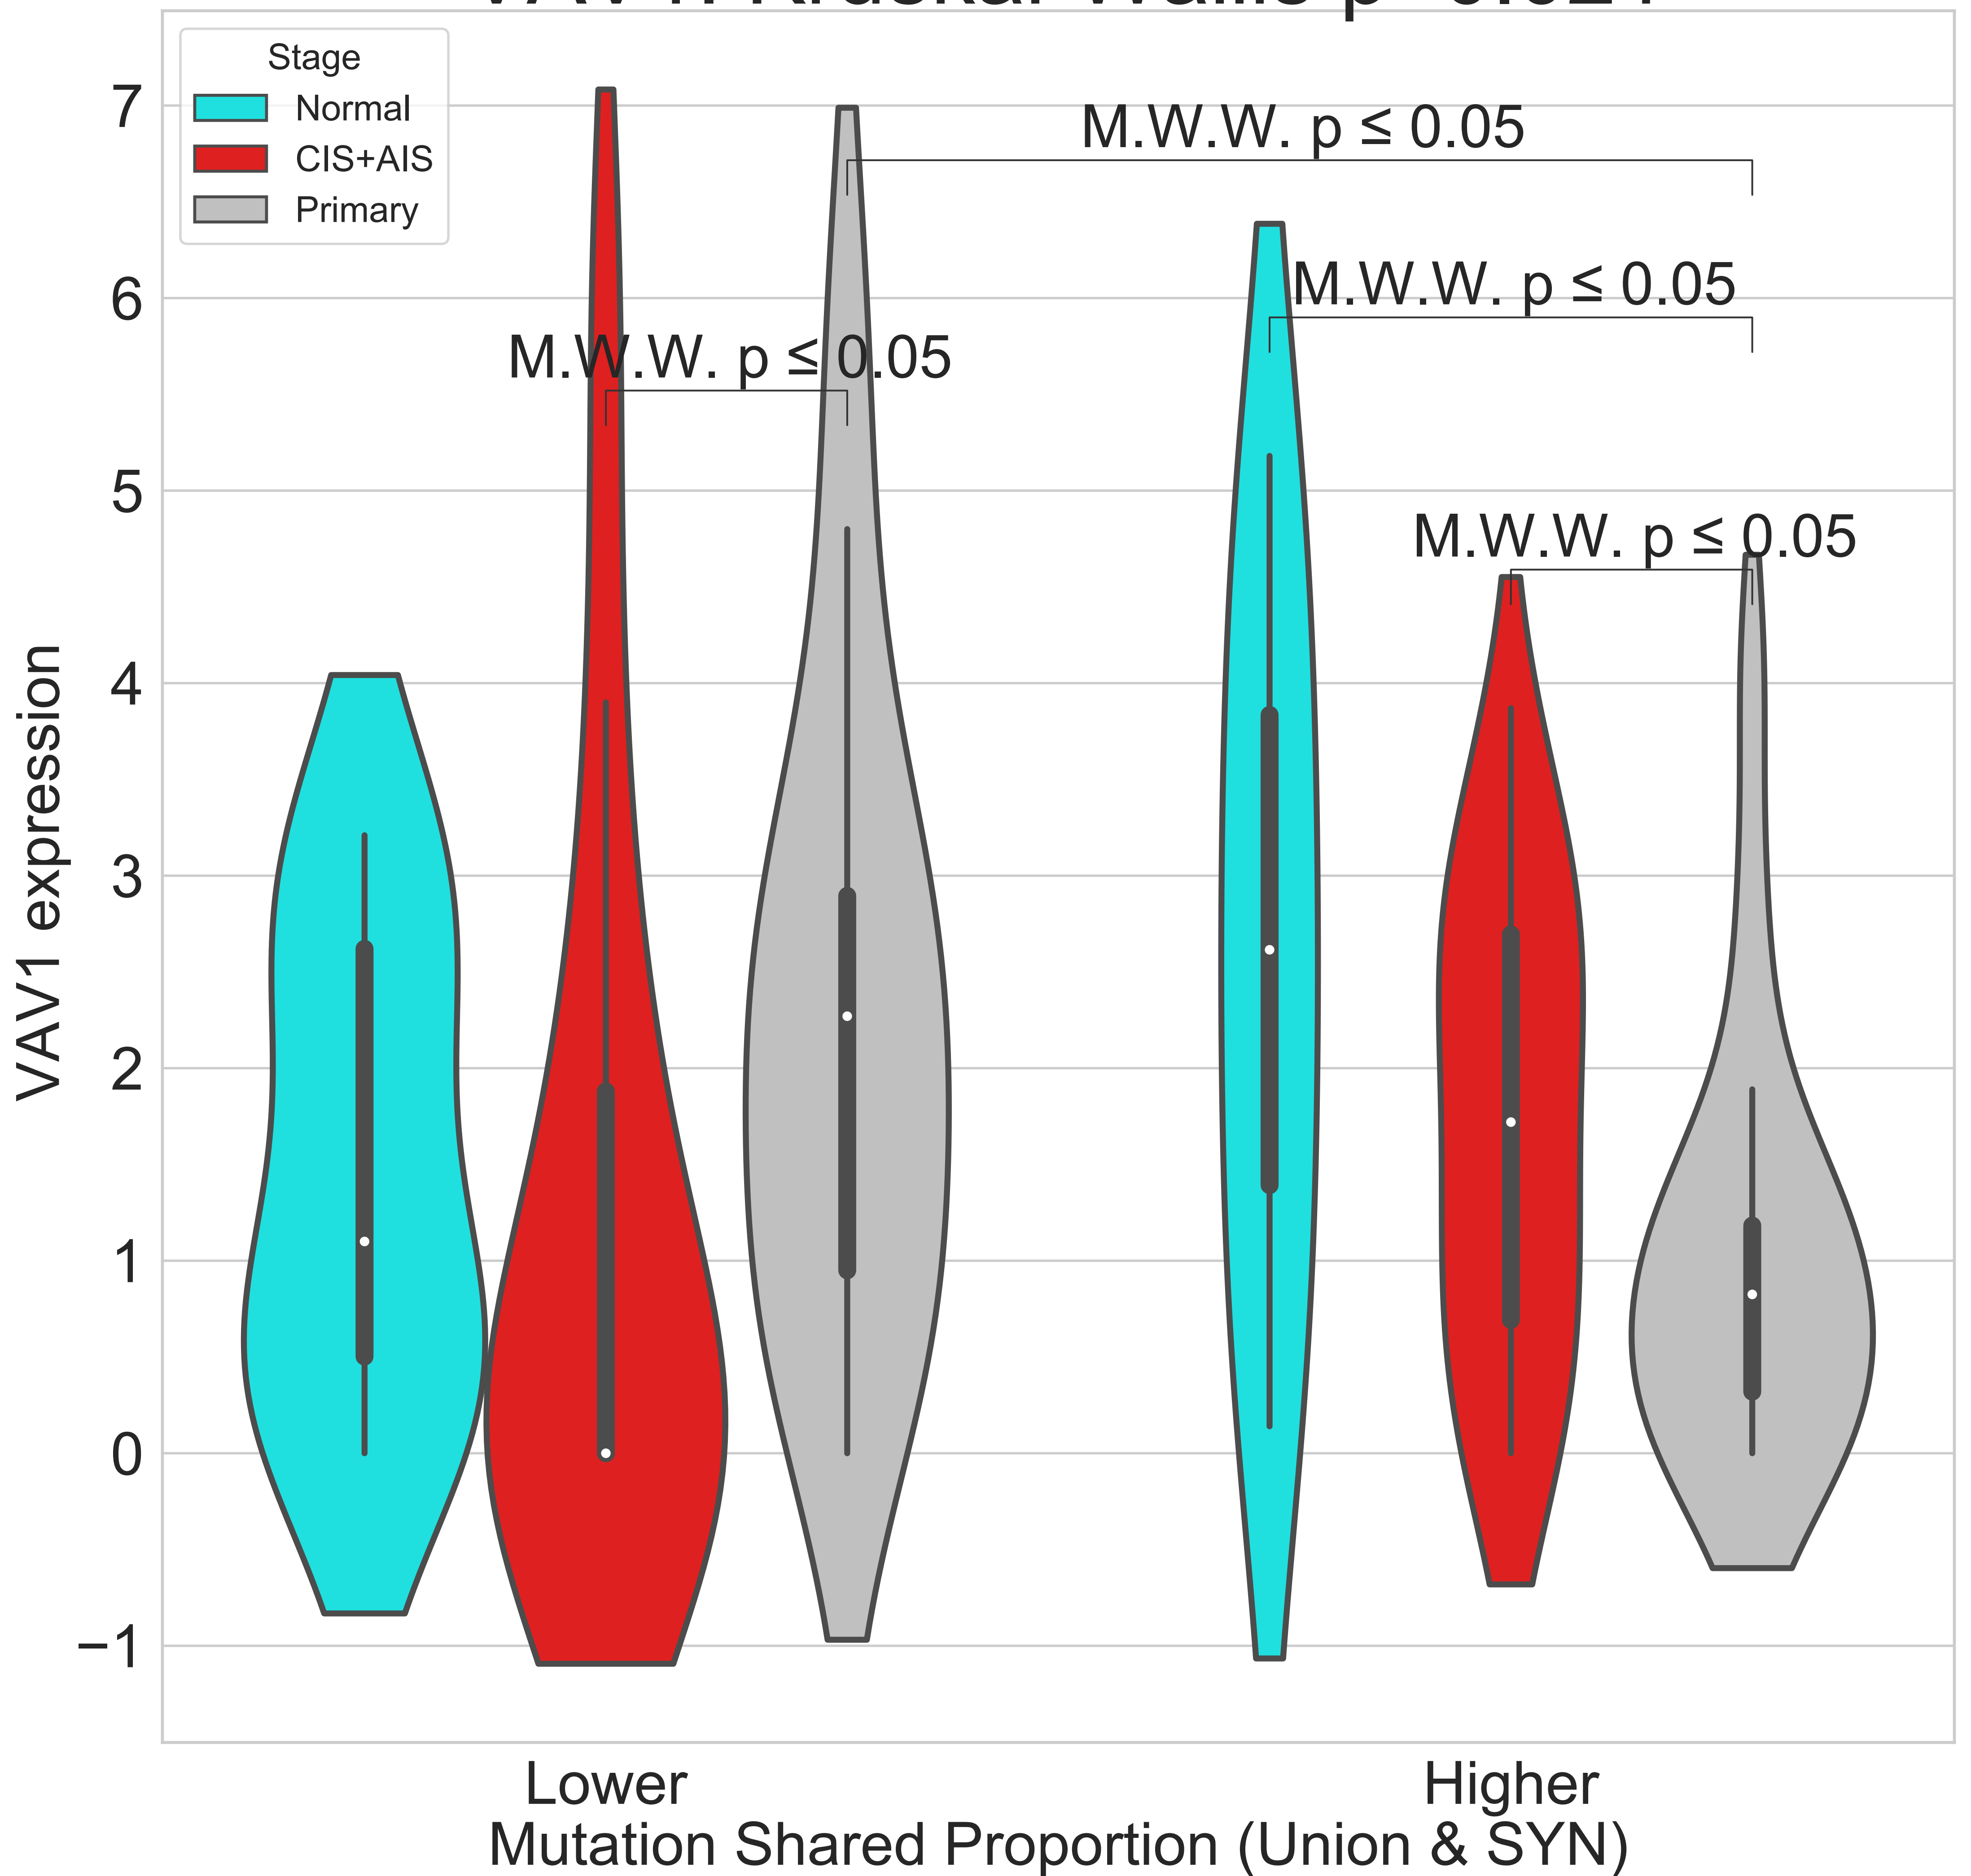 Stage
Normal
CIS+AIS
Primary
M.W.W. p ≤ 0.05
M.W.W. p ≤ 0.05
M.W.W. p ≤ 0.05
M.W.W. p ≤ 0.05
7
6
5
4
3
2
1
0
−1
VAV1 expression
Lower
Higher
Mutation Shared Proportion (Union & SYN)